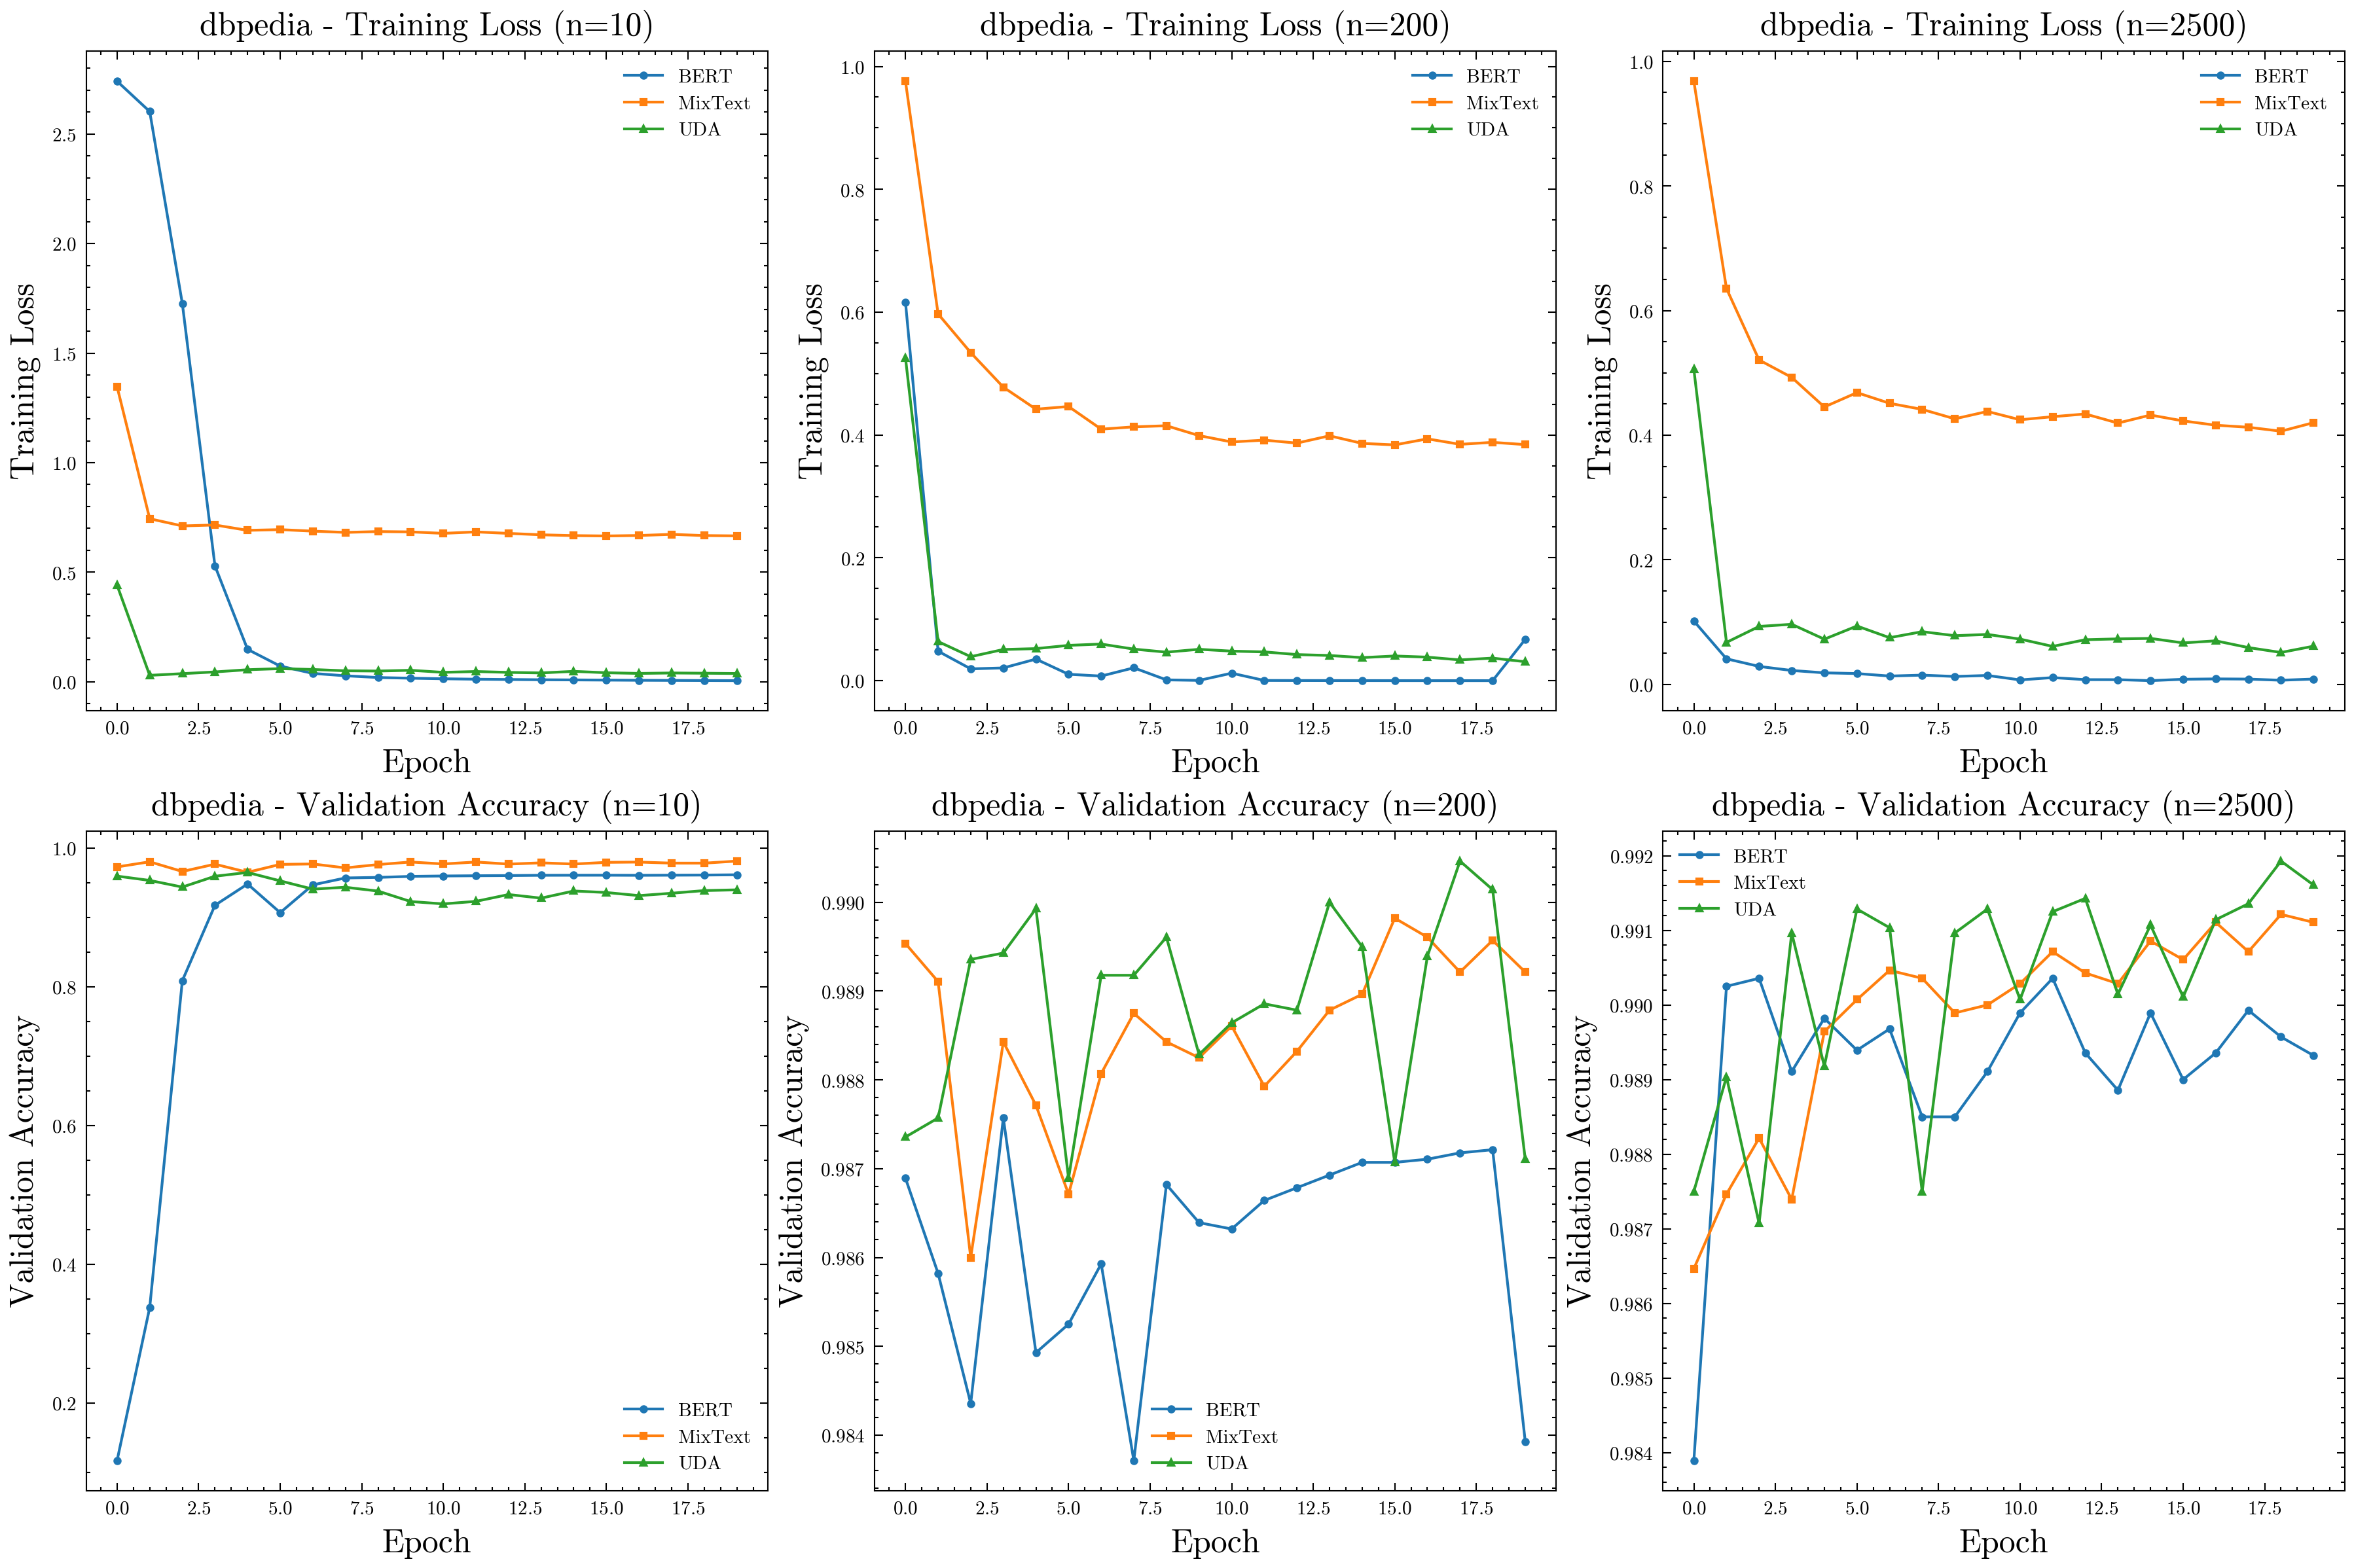 dbpedia - Training Loss (n=10)
Training Loss
2.5
2.0
1.5
1.0
0.5
0.0
BERT
MixText
UDA
0.0 2.5 5.0 7.5 10.0 12.5 15.0 17.5
Epoch
dbpedia - Training Loss (n=200)
Training Loss
1.0
0.8
0.6
0.4
0.2
0.0
BERT
MixText
UDA
0.0 2.5 5.0 7.5 10.0 12.5 15.0 17.5
Epoch
dbpedia - Training Loss (n=2500)
Training Loss
1.0
0.8
0.6
0.4
0.2
0.0
BERT
MixText
UDA
0.0 2.5 5.0 7.5 10.0 12.5 15.0 17.5
Epoch
dbpedia - Validation Accuracy (n=10)
Validation Accuracy
1.0
0.8
0.6
0.4
0.2
BERT
MixText
UDA
0.0 2.5 5.0 7.5 10.0 12.5 15.0 17.5
Epoch
dbpedia - Validation Accuracy (n=200)
Validation Accuracy
0.990
0.989
0.988
0.987
0.986
0.985
0.984
BERT
MixText
UDA
0.0 2.5 5.0 7.5 10.0 12.5 15.0 17.5
Epoch
dbpedia - Validation Accuracy (n=2500)
Validation Accuracy
0.992
0.991
0.990
0.989
0.988
0.987
0.986
0.985
0.984
BERT
MixText
UDA
0.0 2.5 5.0 7.5 10.0 12.5 15.0 17.5
Epoch